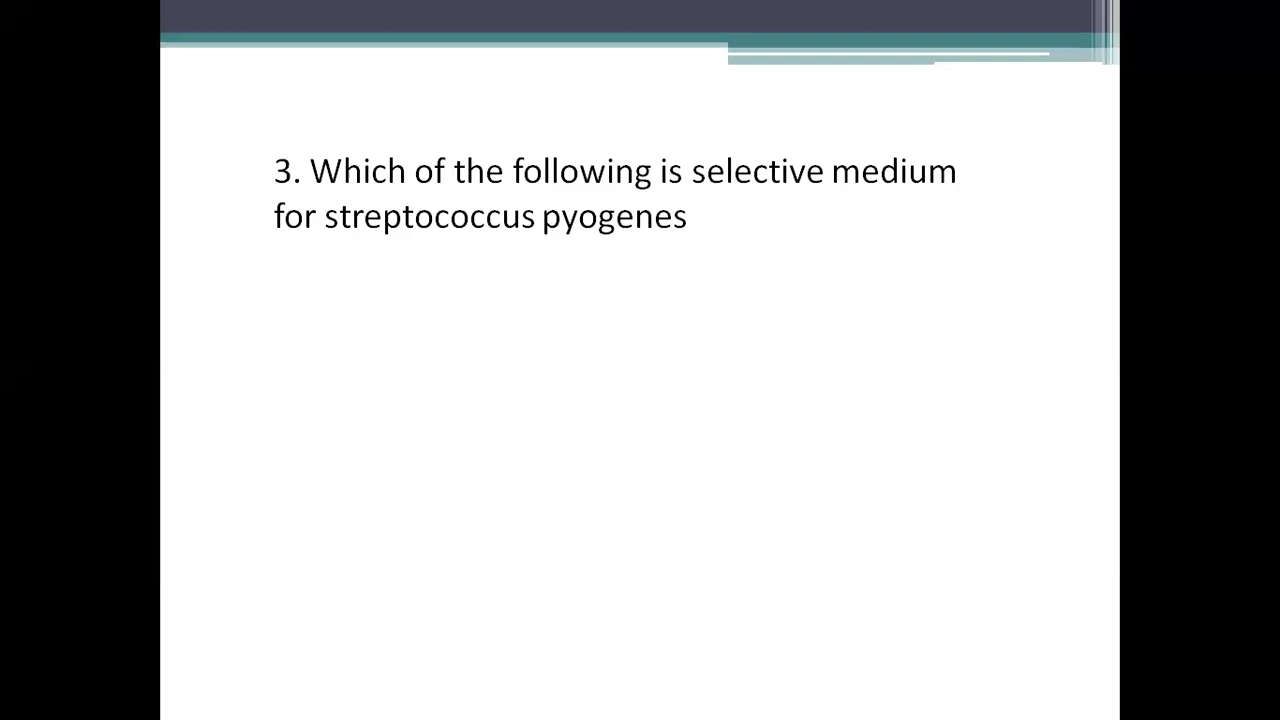 3. Which of the following is selective medium
for streptococcus pyogenes